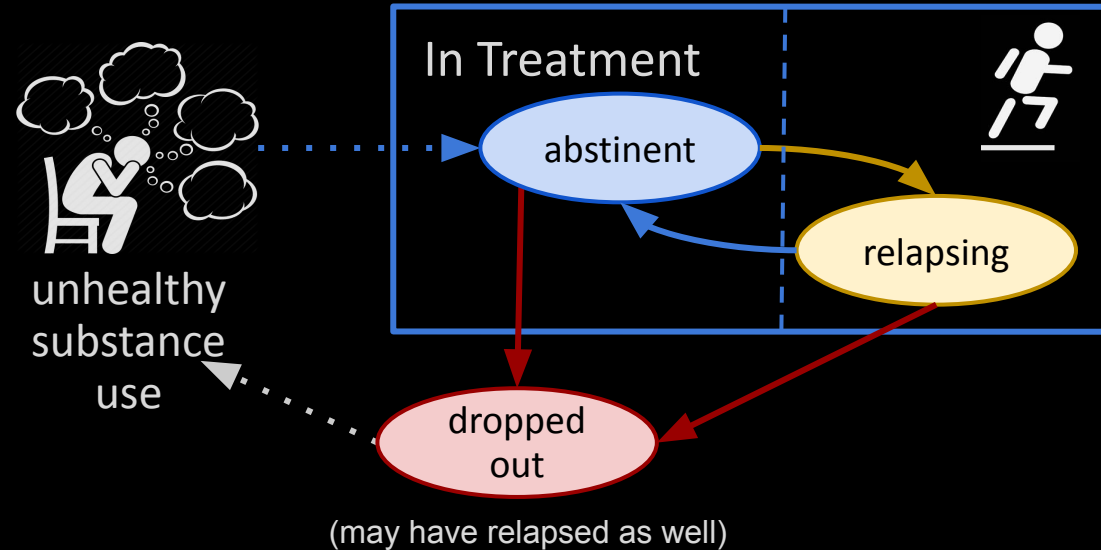 In Treatment
abstinent
relapsing
unhealthy
substance
use
dropped
out
(may have relapsed as well)